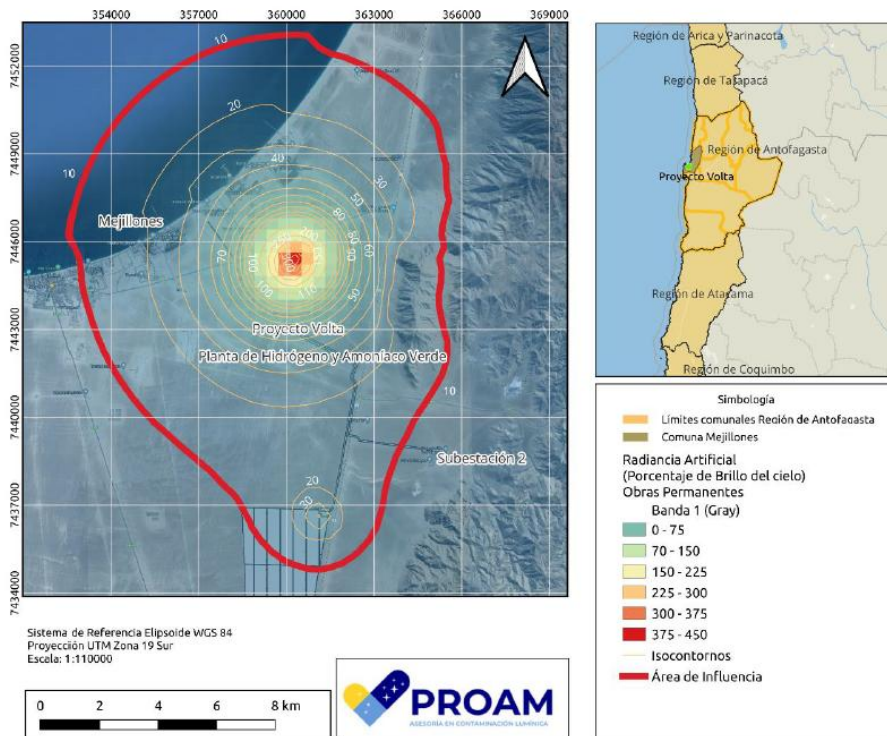 354000 357000 360000 363000 366000 369000
7452000
7449000
7446000
7443000
7440000
7437000
7434000
10
20
40
30
50
10
80
60
200
Mejillones
70
90
100
100
50
Proyecto Volta
Planta de Hidrógeno y Amoniaco Verde
10
Subestación 2
20
30
Región de Arica y Parinacota
Región de Tarapacá
Región de Antofagasta
Proyecto Volta
Región de Atacama
Región de Coquimbo
Simbología
Límites comunales Región de Antofagasta
Comuna Mejillones
Radiancia Artificial
(Porcentaje de Brillo del cielo)
Obras Permanentes
Banda 1 (Gray)
0 - 75
70 - 150
150 - 225
225 - 300
300 - 375
375 - 450
Isocontornos
Área de Influencia
Sistema de Referencia Elipsoide WGS 84
Proyección UTM Zona 19 Sur
Escala: 1:110000
0 2 4 6 8 km
PROAM
ASESORÍA EN CONTAMINACIÓN LUMÍNICA